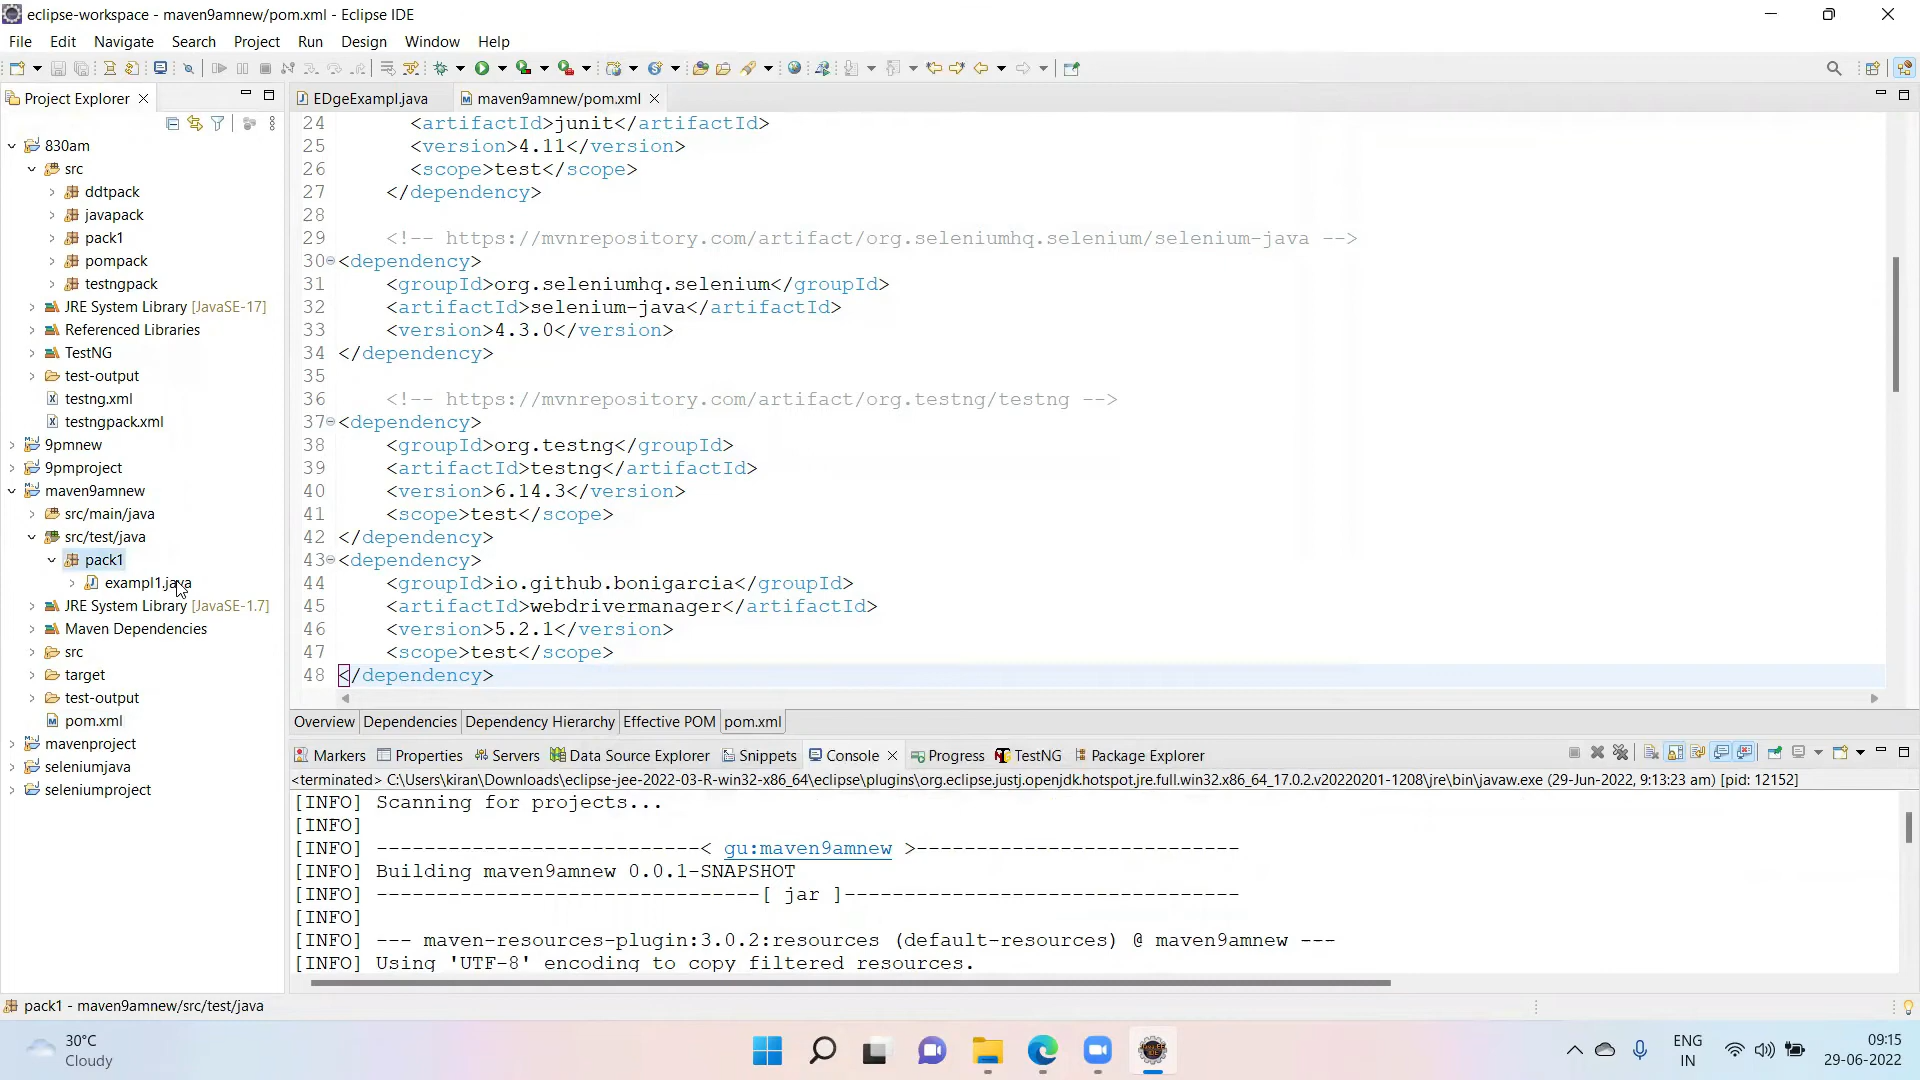 eclipse-workspace - maven9amnew/pom.xml - Eclipse IDE
File Edit Navigate Search Project Run Design Window Help
Project Explorer
830am
src
ddtpack
javapack
pack1
pompack
testngpack
JRE System Library [JavaSE-17]
Referenced Libraries
TestNG
test-output
testng.xml
testngpack.xml
9pmnew
9pmproject
maven9amnew
src/main/java
src/test/java
pack1
exampl1.java
JRE System Library [JavaSE-1.7]
Maven Dependencies
src
target
test-output
pom.xml
mavenproject
seleniumjava
seleniumproject
EDgeExampl.java maven9amnew/pom.xml
24 <artifactId>junit</artifactId>
25 <version>4.11</version>
26 <scope>test</scope>
27 </dependency>
28
29 <!-- https://mvnrepository.com/artifact/org.seleniumhq.selenium/selenium-java -->
30 <dependency>
31 <groupId>org.seleniumhq.selenium</groupId>
32 <artifactId>selenium-java</artifactId>
33 <version>4.3.0</version>
34 </dependency>
35
36 <!-- https://mvnrepository.com/artifact/org.testng/testng -->
37 <dependency>
38 <groupId>org.testng</groupId>
39 <artifactId>testng</artifactId>
40 <version>6.14.3</version>
41 <scope>test</scope>
42 </dependency>
43 <dependency>
44 <groupId>io.github.bonigarcia</groupId>
45 <artifactId>webdrivermanager</artifactId>
46 <version>5.2.1</version>
47 <scope>test</scope>
48 </dependency>
Overview Dependencies Dependency Hierarchy Effective POM pom.xml
Markers Properties Servers Data Source Explorer Snippets Console Progress TestNG Package Explorer
<terminated> C:\Users\kiran\Downloads\eclipse-jee-2022-03-R-win32-x86_64\eclipse\plugins\org.eclipse.justj.openjdk.hotspot.jre.full.win32.x86_64_17.0.2.v20220201-1208\jre\bin\javaw.exe (29-Jun-2022, 9:13:23 am) [pid: 12152]
[INFO] Scanning for projects...
[INFO]
[INFO] ---------------------------< gu:maven9amnew >---------------------------
[INFO] Building maven9amnew 0.0.1-SNAPSHOT
[INFO] --------------------------------[ jar ]---------------------------------
[INFO]
[INFO] --- maven-resources-plugin:3.0.2:resources (default-resources) @ maven9amnew ---
[INFO] Using 'UTF-8' encoding to copy filtered resources.
pack1 - maven9amnew/src/test/java
30°C
Cloudy
ENG
IN
09:15
29-06-2022